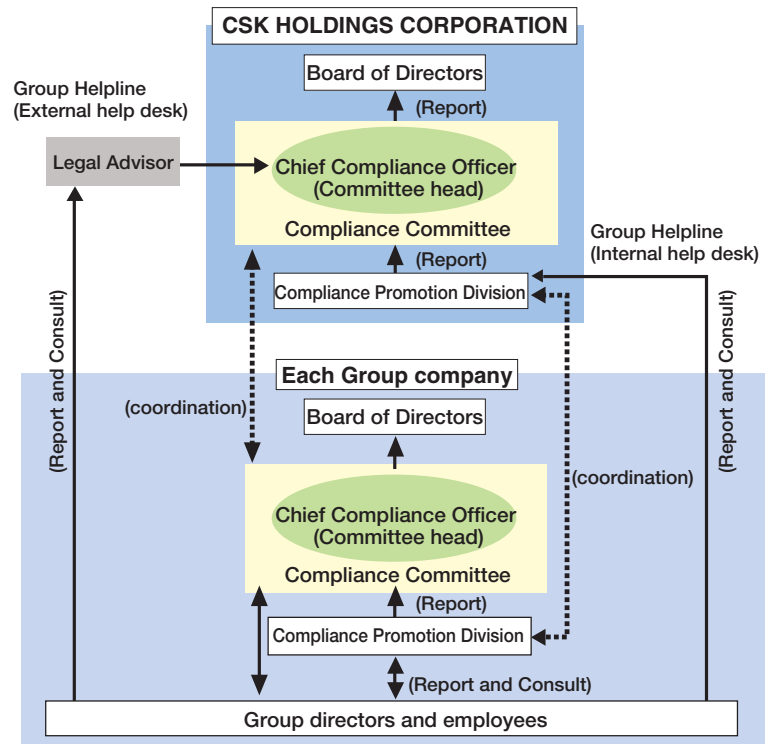 CSK HOLDINGS CORPORATION
Board of Directors
(Report)
Group Helpline
(External help desk)
Legal Advisor
Chief Compliance Officer
(Committee head)
Compliance Committee
(Report)
Compliance Promotion Division
Group Helpline
(Internal help desk)
(Report and Consult)
(coordination)
Each Group company
Board of Directors
Chief Compliance Officer
(Committee head)
Compliance Committee
(Report)
Compliance Promotion Division
(coordination)
(Report and Consult)
(Report and Consult)
Group directors and employees